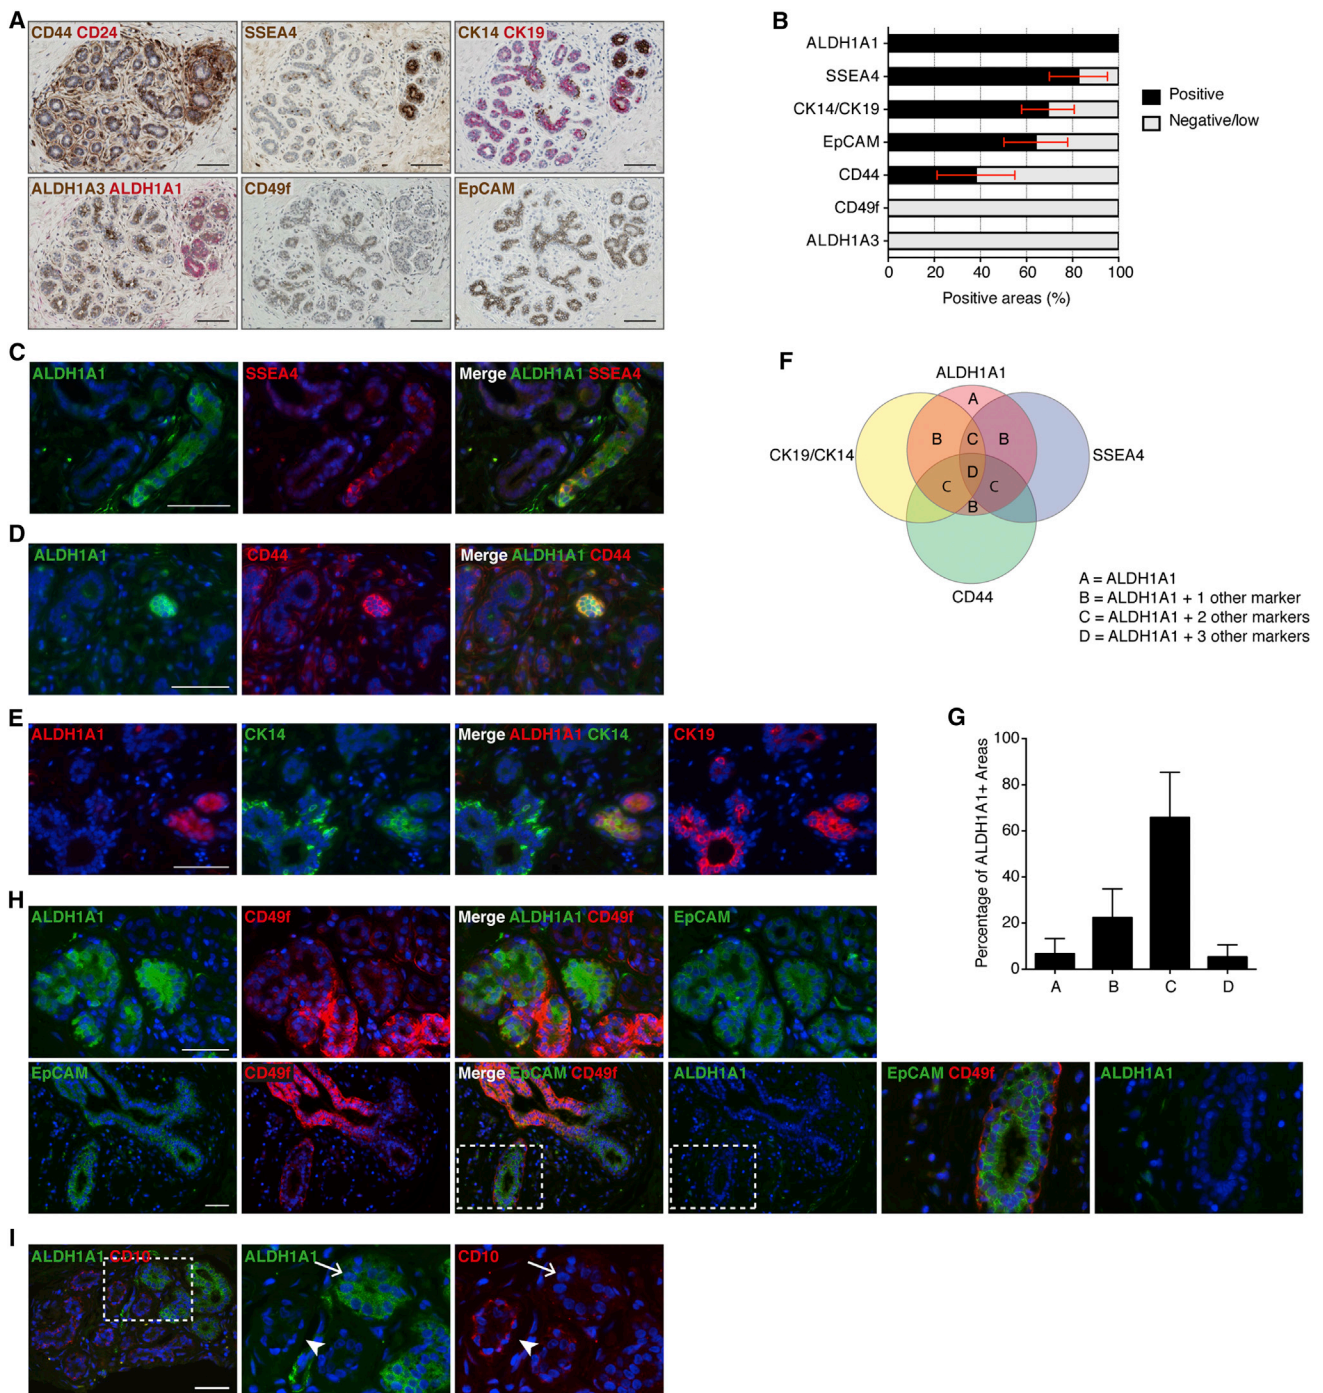 A
CD44 CD24
SSEA4
CK14 CK19
ALDH1A3 ALDH1A1
CD49f
EpCAM
B
ALDH1A1
SSEA4
CK14/CK19
EpCAM
CD44
CD49f
ALDH1A3
0 20 40 60 80 100
Positive areas (%)
Positive
Negative/low
C
ALDH1A1
SSEA4
Merge ALDH1A1 SSEA4
D
ALDH1A1
CD44
Merge ALDH1A1 CD44
E
ALDH1A1
CK14
Merge ALDH1A1 CK14
CK19
F
ALDH1A1
A
B C B
CK19/CK14
SSEA4
D
C C
B
CD44
A = ALDH1A1
B = ALDH1A1 + 1 other marker
C = ALDH1A1 + 2 other markers
D = ALDH1A1 + 3 other markers
G
Percentage of ALDH1A1+ Areas
100
80
60
40
20
0
A B C D
H
ALDH1A1
CD49f
Merge ALDH1A1 CD49f
EpCAM
EpCAM
CD49f
Merge EpCAM CD49f
ALDH1A1
EpCAM CD49f
ALDH1A1
I
ALDH1A1 CD10
ALDH1A1
CD10